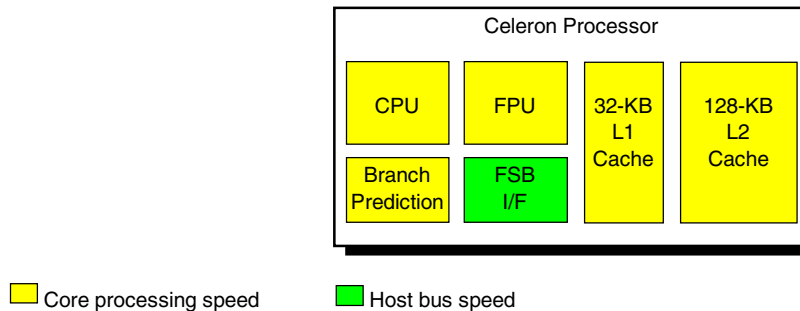 Celeron Processor
CPU
FPU
32-KB
L1
Cache
128-KB
L2
Cache
Branch
Prediction
FSB
I/F
Core processing speed
Host bus speed